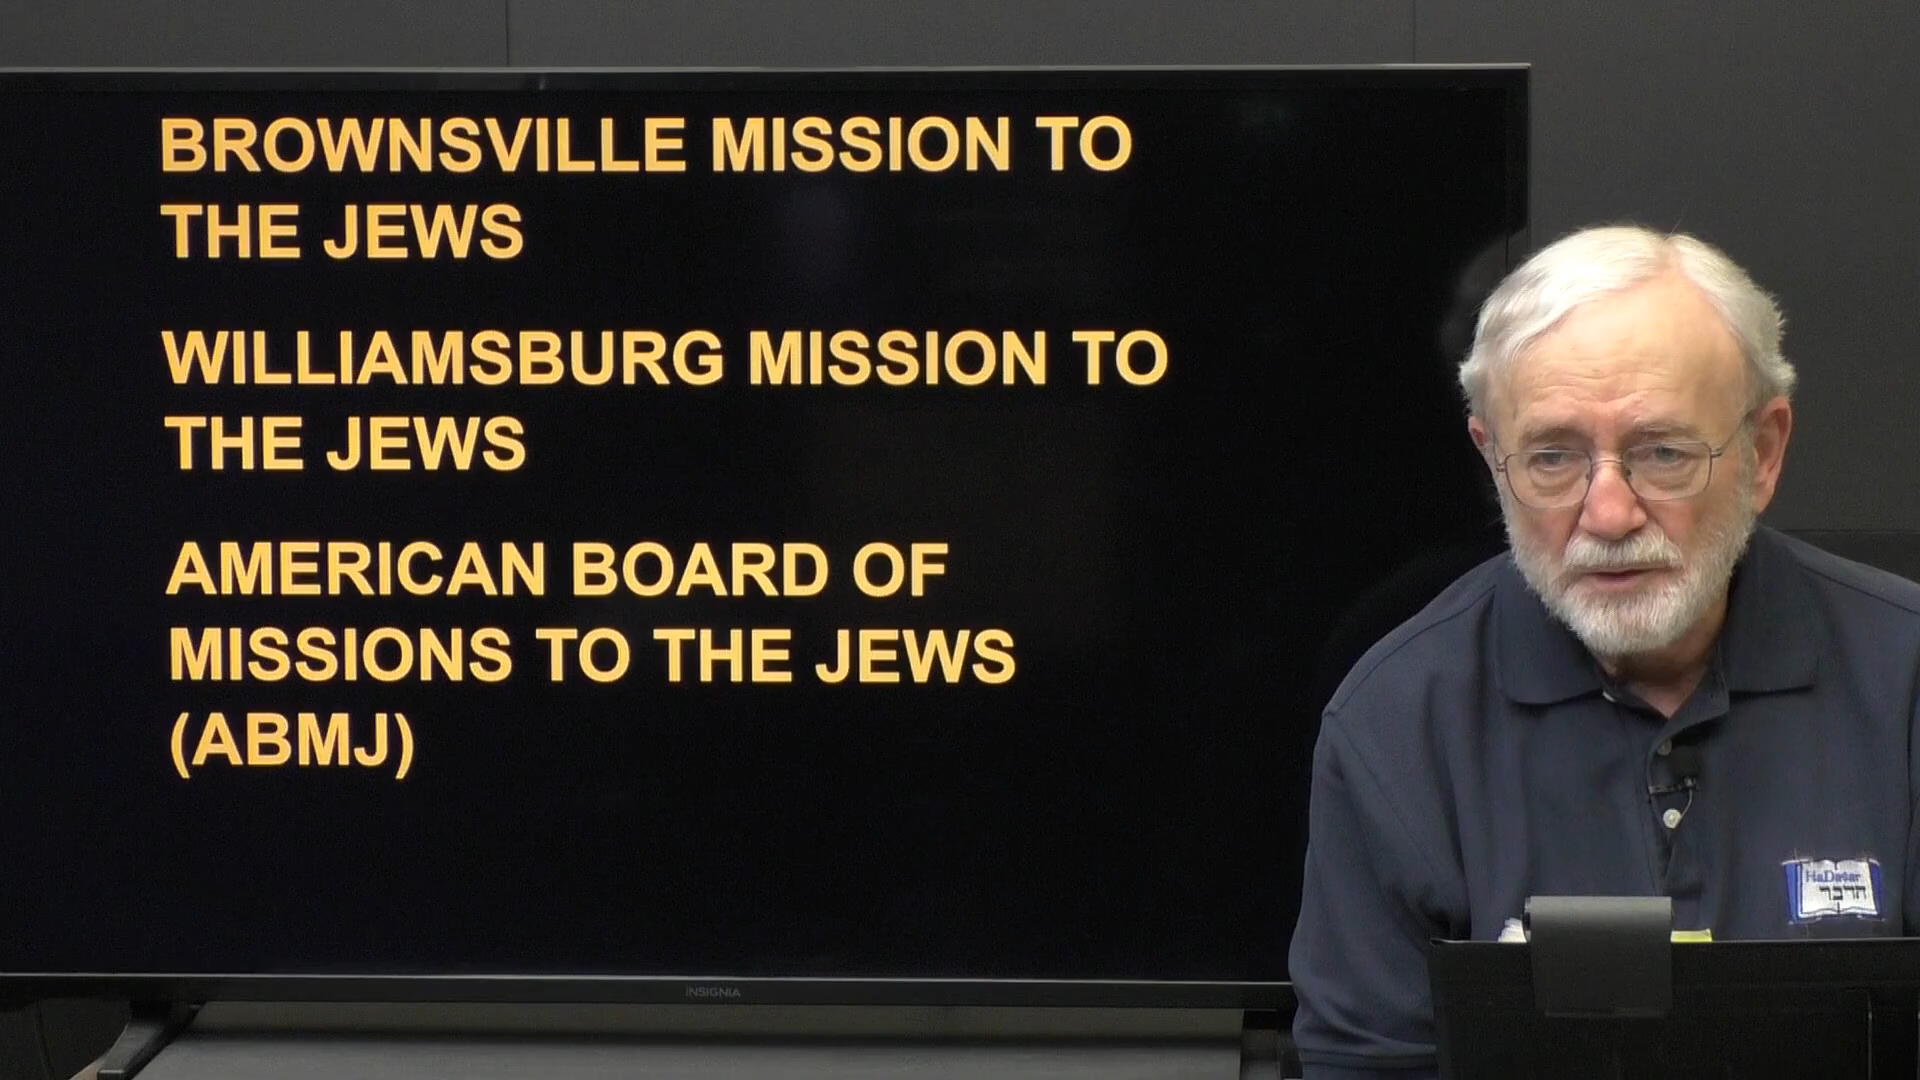 BROWNSVILLE MISSION TO
THE JEWS
WILLIAMSBURG MISSION TO
THE JEWS
AMERICAN BOARD OF
MISSIONS TO THE JEWS
(ABMJ)
INSIGNIA
HaDavar
הדבר